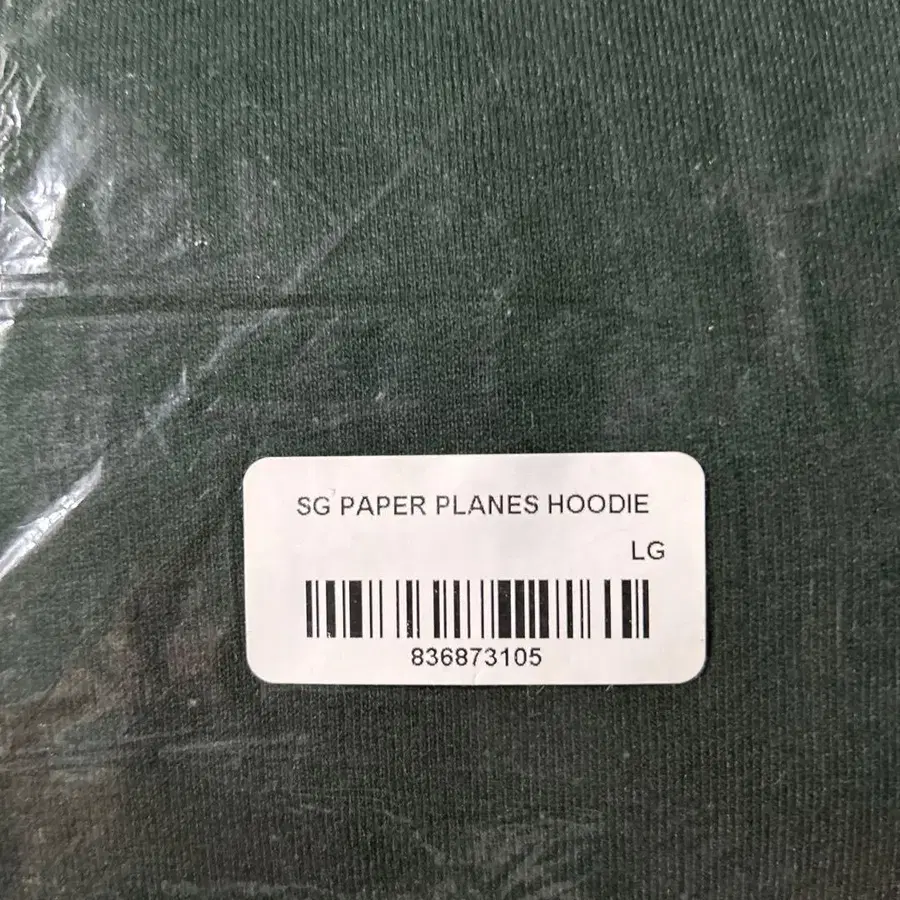 SG PAPER PLANES HOODIE
LG
836873105